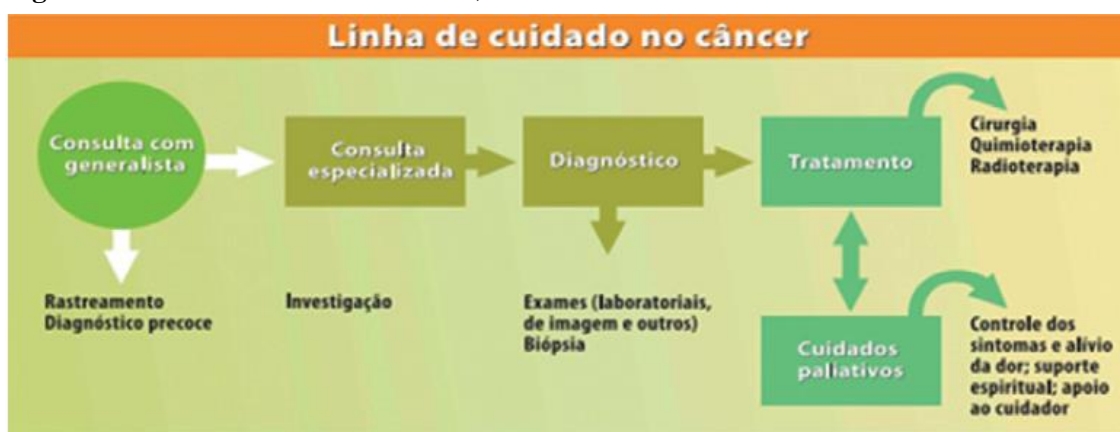 Linha de cuidado no câncer
Consulta com
generalista
Consulta
especializada
Diagnóstico
Tratamento
Cirurgia
Quimioterapia
Radioterapia
Rastreamento
Diagnóstico precoce
Investigação
Exames (laboratoriais,
de imagem e outros)
Biópsia
Cuidados
paliativos
Controle dos
sintomas e alívio
da dor; suporte
espiritual; apoio
ao cuidador